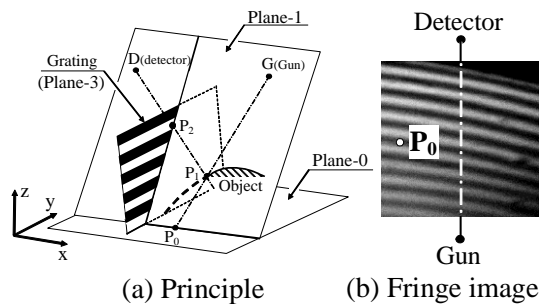 Plane-1
D(detector)
G(Gun)
Grating
(Plane-3)
P2
Plane-0
P1
Object
z
y
x
P0
(a) Principle
Detector
P0
Gun
(b) Fringe image